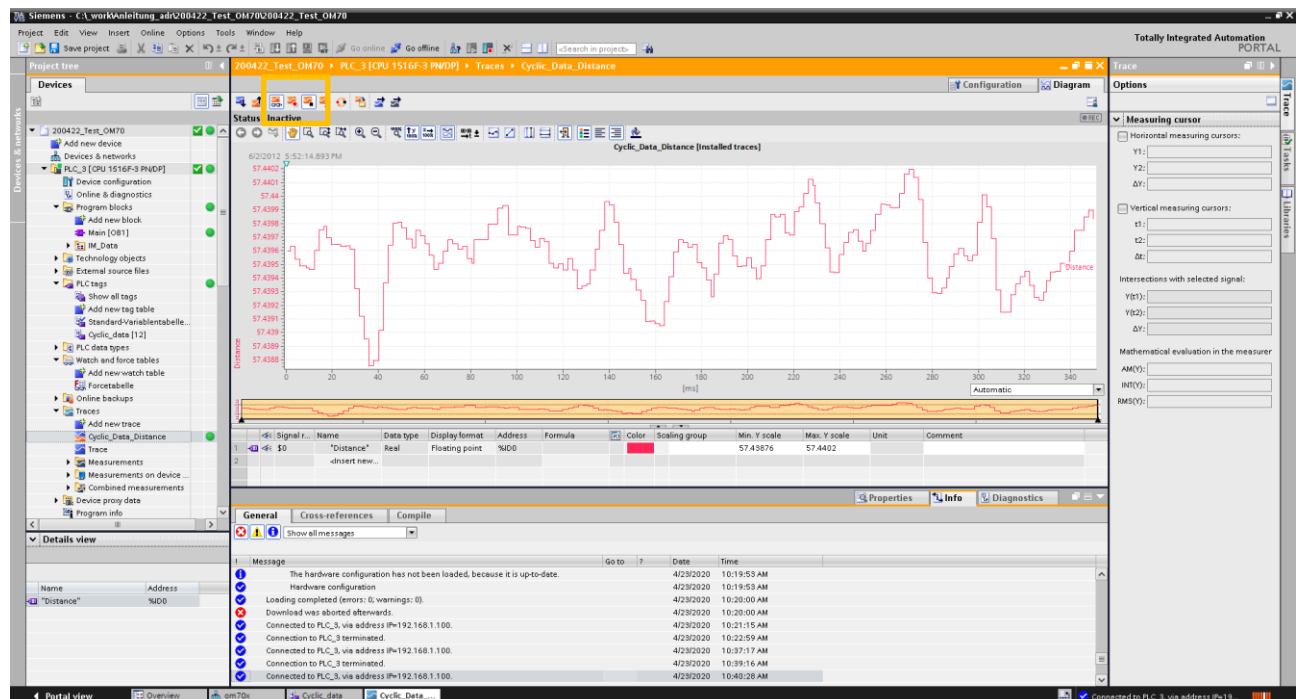 Siemens - C:\_work\Anleitung_adr\200422_Test_OM70\200422_Test_OM70
Project Edit View Insert Online Options Tools Window Help
Save project Go online Go offline <Search in project>
Totally Integrated Automation
PORTAL
Project tree
Devices
200422_Test_OM70
Add new device
Devices & networks
PLC_3 [CPU 1516F-3 PN/DP]
Device configuration
Online & diagnostics
Program blocks
Add new block
Main [OB1]
IM_Data
Technology objects
External source files
PLC tags
Show all tags
Add new tag table
Standard-Variablentabelle...
Cyclic_data [12]
PLC data types
Watch and force tables
Add new watch table
Forcetabelle
Online backups
Traces
Add new trace
Cyclic_Data_Distance
Trace
Measurements
Measurements on device ...
Combined measurements
Device proxy data
Program info
Details view
Name Address
"Distance" %ID0
Devices & networks
200422_Test_OM70 PLC_3 [CPU 1516F-3 PN/DP] Traces Cyclic_Data_Distance
Configuration Diagram
Status Inactive
REC
Cyclic_Data_Distance [Installed traces]
6/2/2012 5:52:14.893 PM
57.4402
57.4401
57.44
57.4399
57.4398
57.4397
57.4396
57.4395
57.4394
57.4393
57.4392
57.4391
57.439
57.4389
57.4388
Distance
Distance
0 20 40 60 80 100 120 140 160 180 200 220 240 260 280 300 320 340
[ms]
Automatic
Signal r... Name Data type Display format Address Formula Color Scaling group Min. Y scale Max. Y scale Unit Comment
1 $0 "Distance" Real Floating point %ID0 57.43876 57.4402
2 <Insert new...
Properties Info Diagnostics
General Cross-references Compile
Show all messages
! Message Go to ? Date Time
The hardware configuration has not been loaded, because it is up-to-date. 4/23/2020 10:19:53 AM
Hardware configuration 4/23/2020 10:19:53 AM
Loading completed (errors: 0; warnings: 0). 4/23/2020 10:20:00 AM
Download was aborted afterwards. 4/23/2020 10:20:00 AM
Connected to PLC_3, via address IP=192.168.1.100. 4/23/2020 10:21:15 AM
Connection to PLC_3 terminated. 4/23/2020 10:22:59 AM
Connected to PLC_3, via address IP=192.168.1.100. 4/23/2020 10:37:17 AM
Connection to PLC_3 terminated. 4/23/2020 10:39:16 AM
Connected to PLC_3, via address IP=192.168.1.100. 4/23/2020 10:40:28 AM
Trace
Options
Measuring cursor
Horizontal measuring cursors:
Y1:
Y2:
ΔY:
Vertical measuring cursors:
t1:
t2:
Δt:
Intersections with selected signal:
Y(t1):
Y(t2):
ΔY:
Mathematical evaluation in the measurer
AM(Y):
INT(Y):
RMS(Y):
Trace
Tasks
Libraries
Portal view Overview om70x Cyclic_data Cyclic_Data_... Connected to PLC_3, via address IP=19...